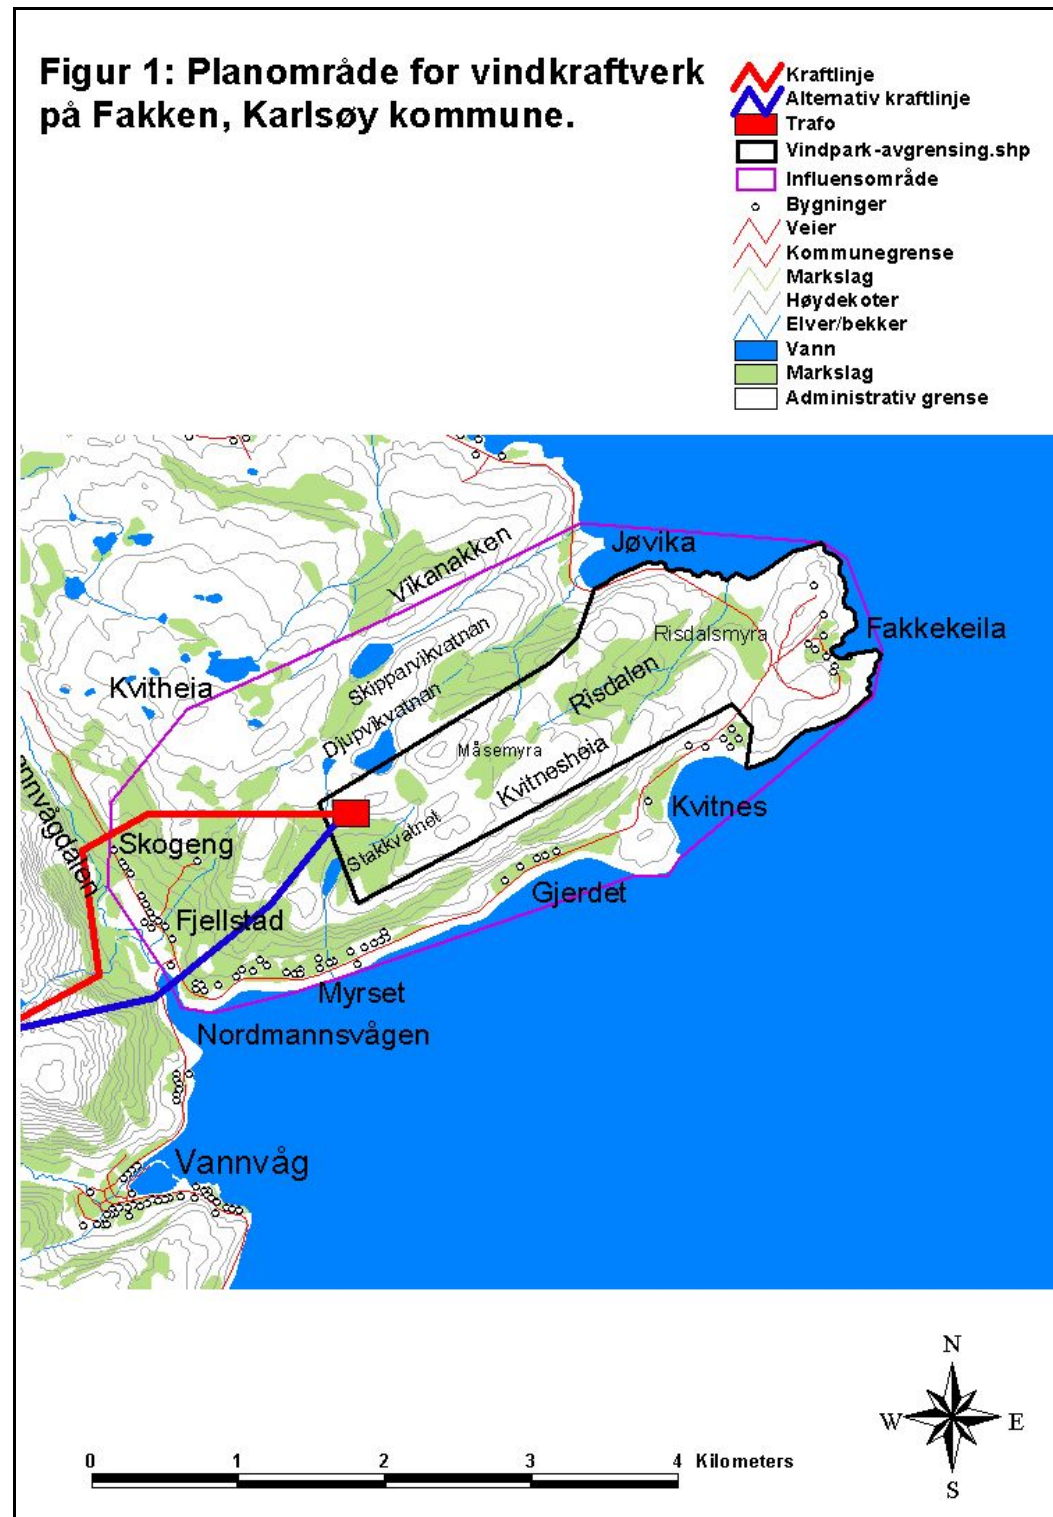 Figur 1: Planområde for vindkraftverk
på Fakken, Karlsøy kommune.
Kraftlinje
Alternativ kraftlinje
Trafo
Vindpark-avgrensing.shp
Influensområde
Bygninger
Veier
Kommunegrense
Markslag
Høydekoter
Elver/bekker
Vann
Markslag
Administrativ grense
Jøvika
Vikanakken
Fakkekeila
Risdalsmyra
Skipparvikvatnan
Risdalen
Kvitheia
Djupvikvatnan
Måsemyra
Kvitnesheia
Kvitnes
Stakkvatnet
Skogeng
Gjerdet
Fjellstad
Myrset
Nordmannsvågen
Vannvåg
N
W E
S
0 1 2 3 4 Kilometers